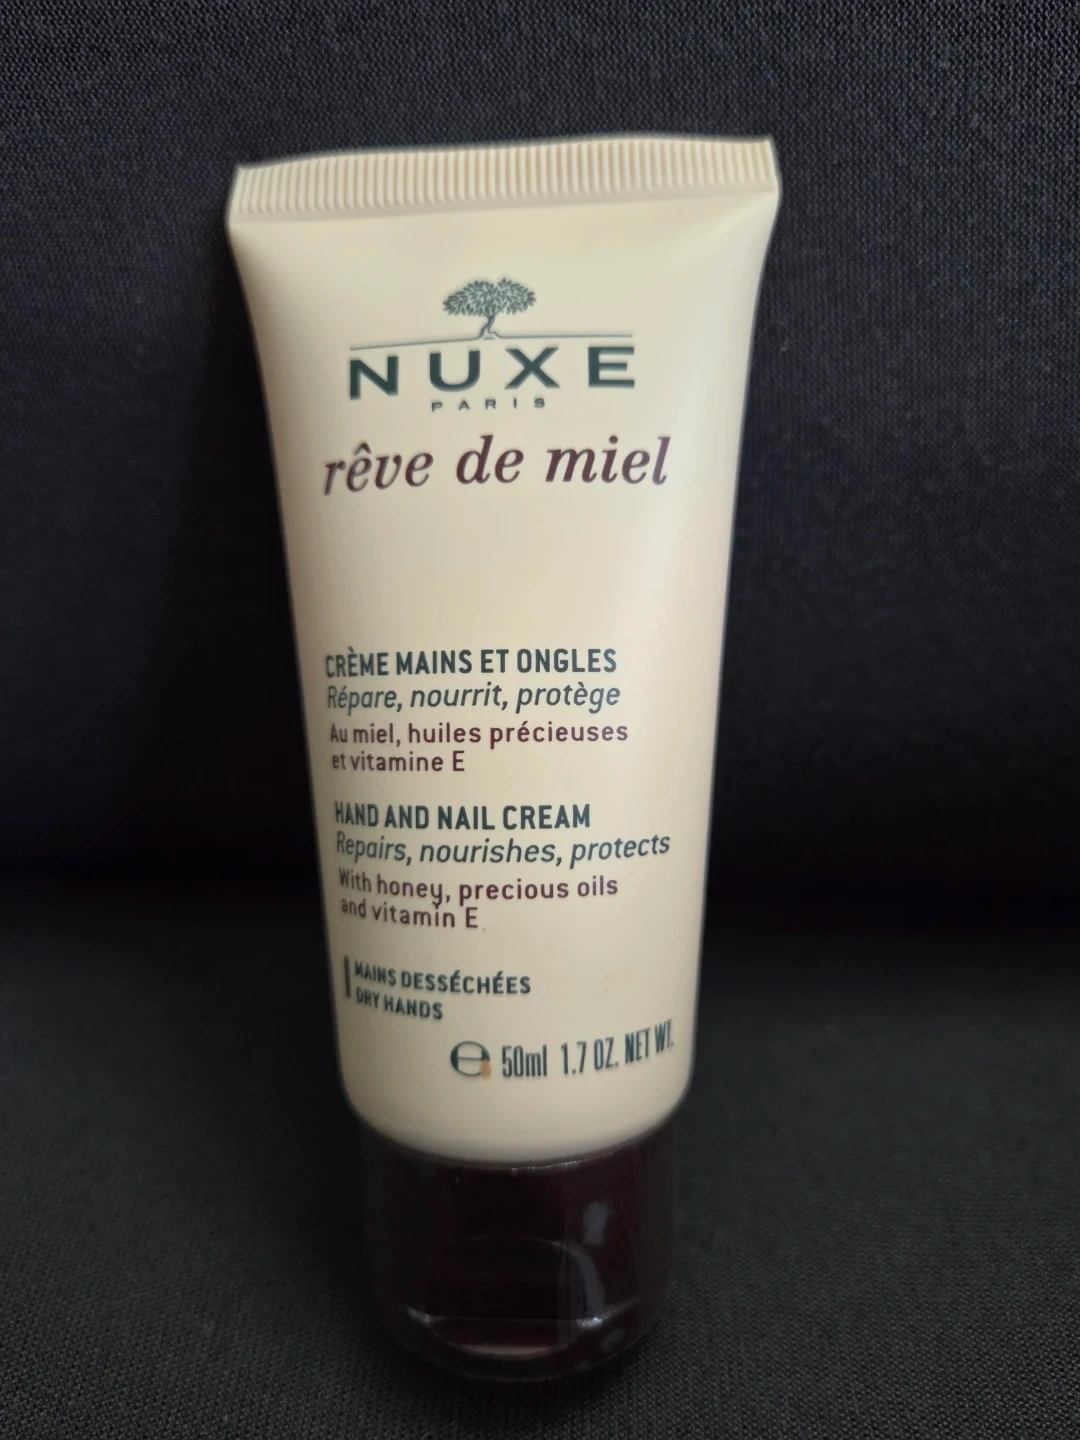 NUXE
PARIS
rêve de miel
CRÈME MAINS ET ONGLES
Répare, nourrit, protège
Au miel, huiles précieuses
et vitamine E
HAND AND NAIL CREAM
Repairs, nourishes, protects
With honey, precious oils
and vitamin E
MAINS DESSÉCHÉES
DRY HANDS
℮ 50ml 1.7 OZ. NET WT.